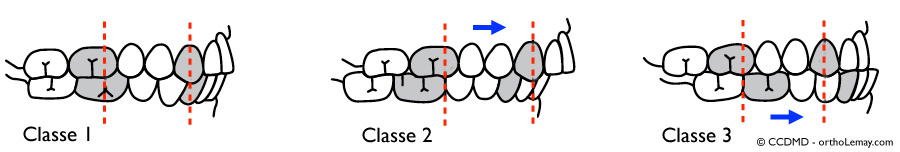 Classe 1
Classe 2
Classe 3
© CCDMD - orthoLemay.com